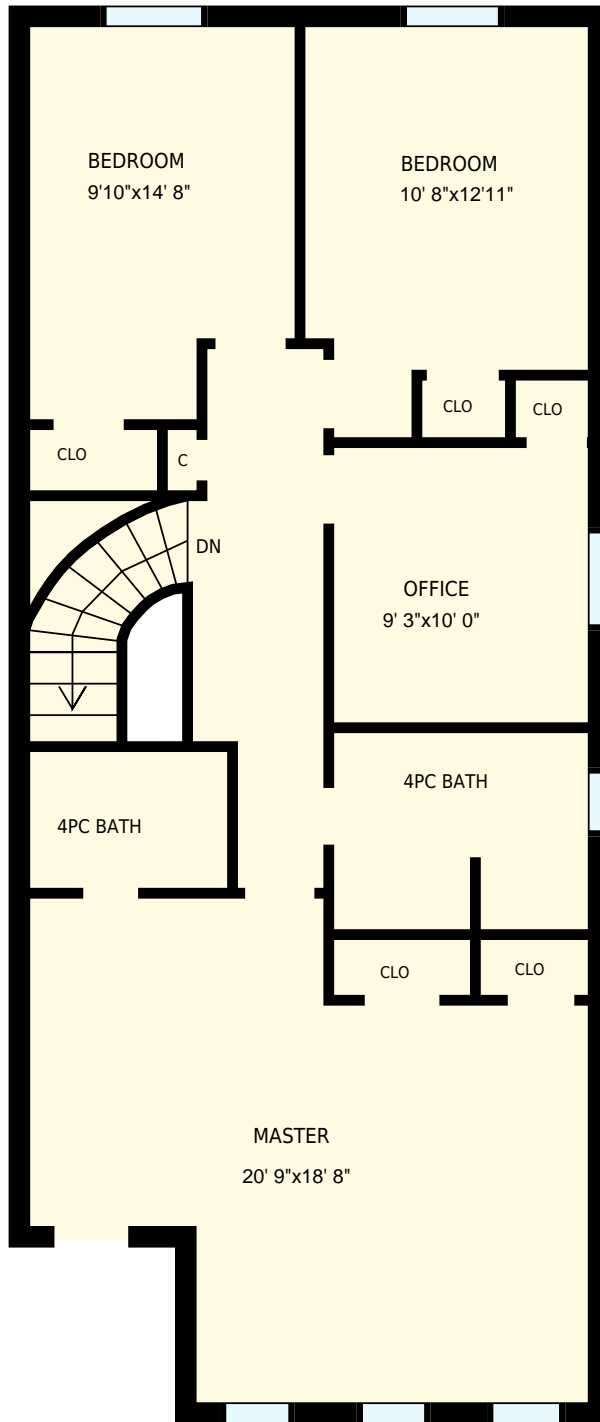 BEDROOM
9'10"x14' 8"
BEDROOM
10' 8"x12'11"
CLO
CLO
CLO
C
DN
OFFICE
9' 3"x10' 0"
4PC BATH
4PC BATH
CLO
CLO
MASTER
20' 9"x18' 8"